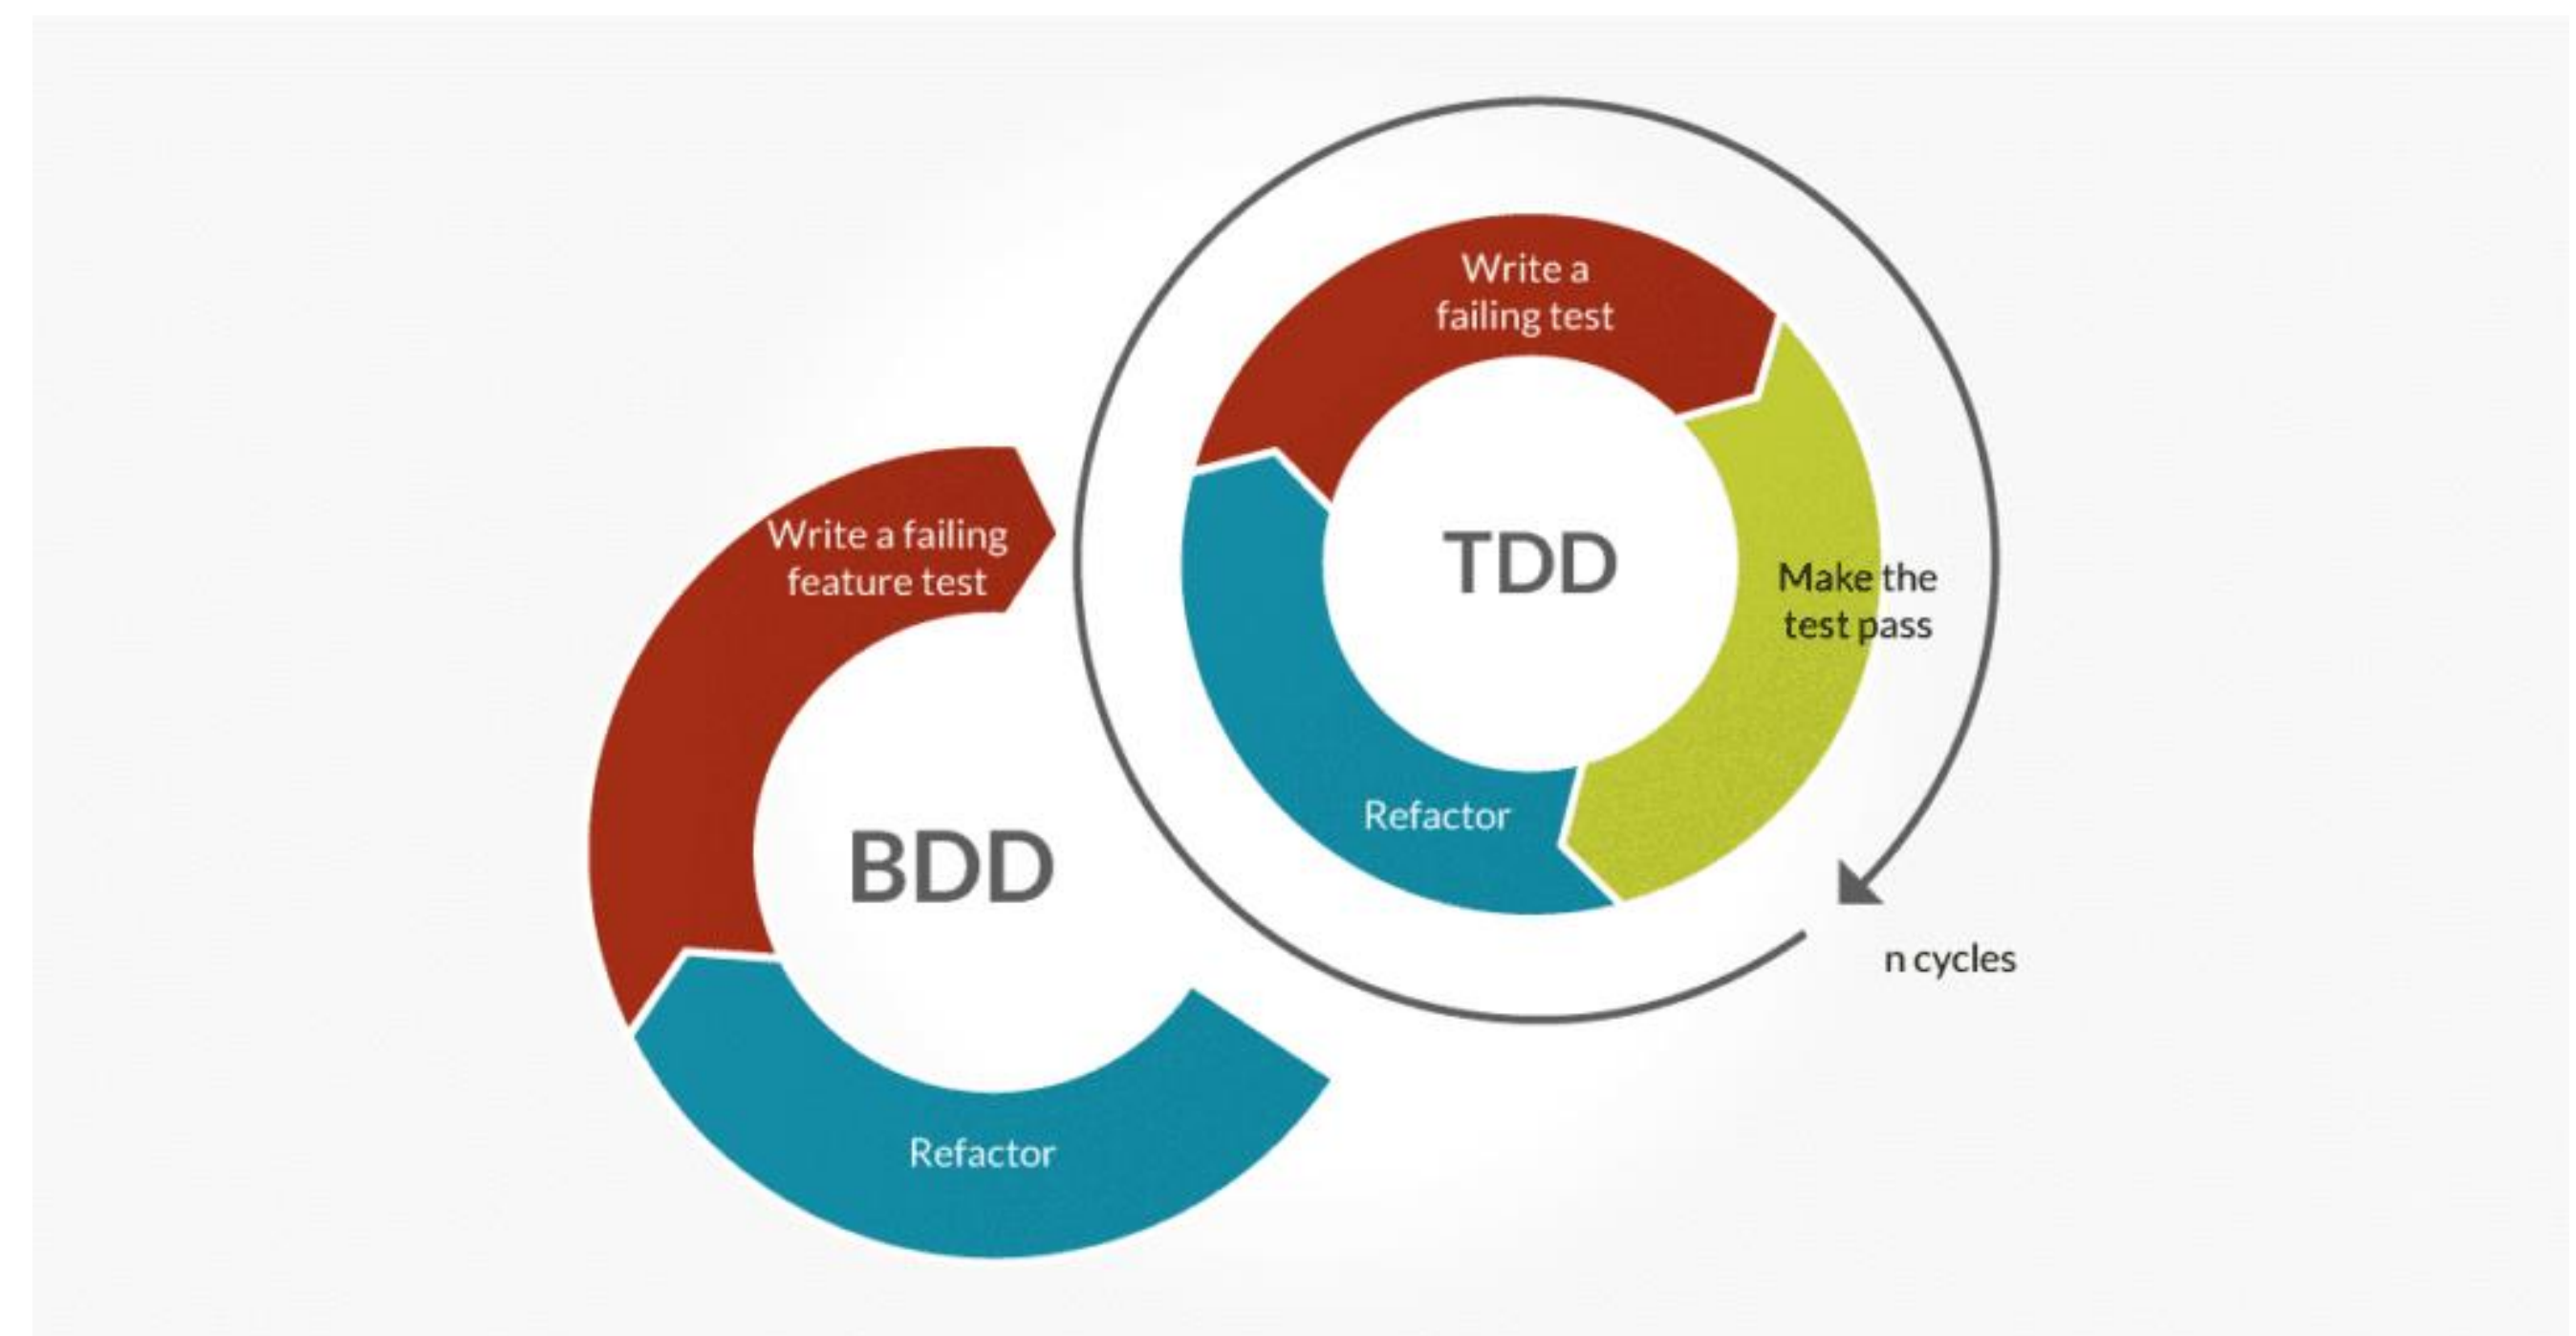 Write a
failing test
Make the
test pass
Refactor
TDD
n cycles
Write a failing
feature test
BDD
Refactor